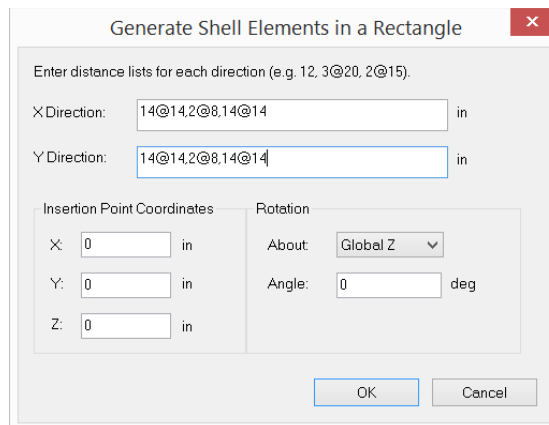 Generate Shell Elements in a Rectangle
Enter distance lists for each direction (e.g. 12, 3@20, 2@15).
X Direction: 14@14,2@8,14@14 in
Y Direction: 14@14,2@8,14@14 in
Insertion Point Coordinates
X: 0 in
Y: 0 in
Z: 0 in
Rotation
About: Global Z
Angle: 0 deg
OK Cancel